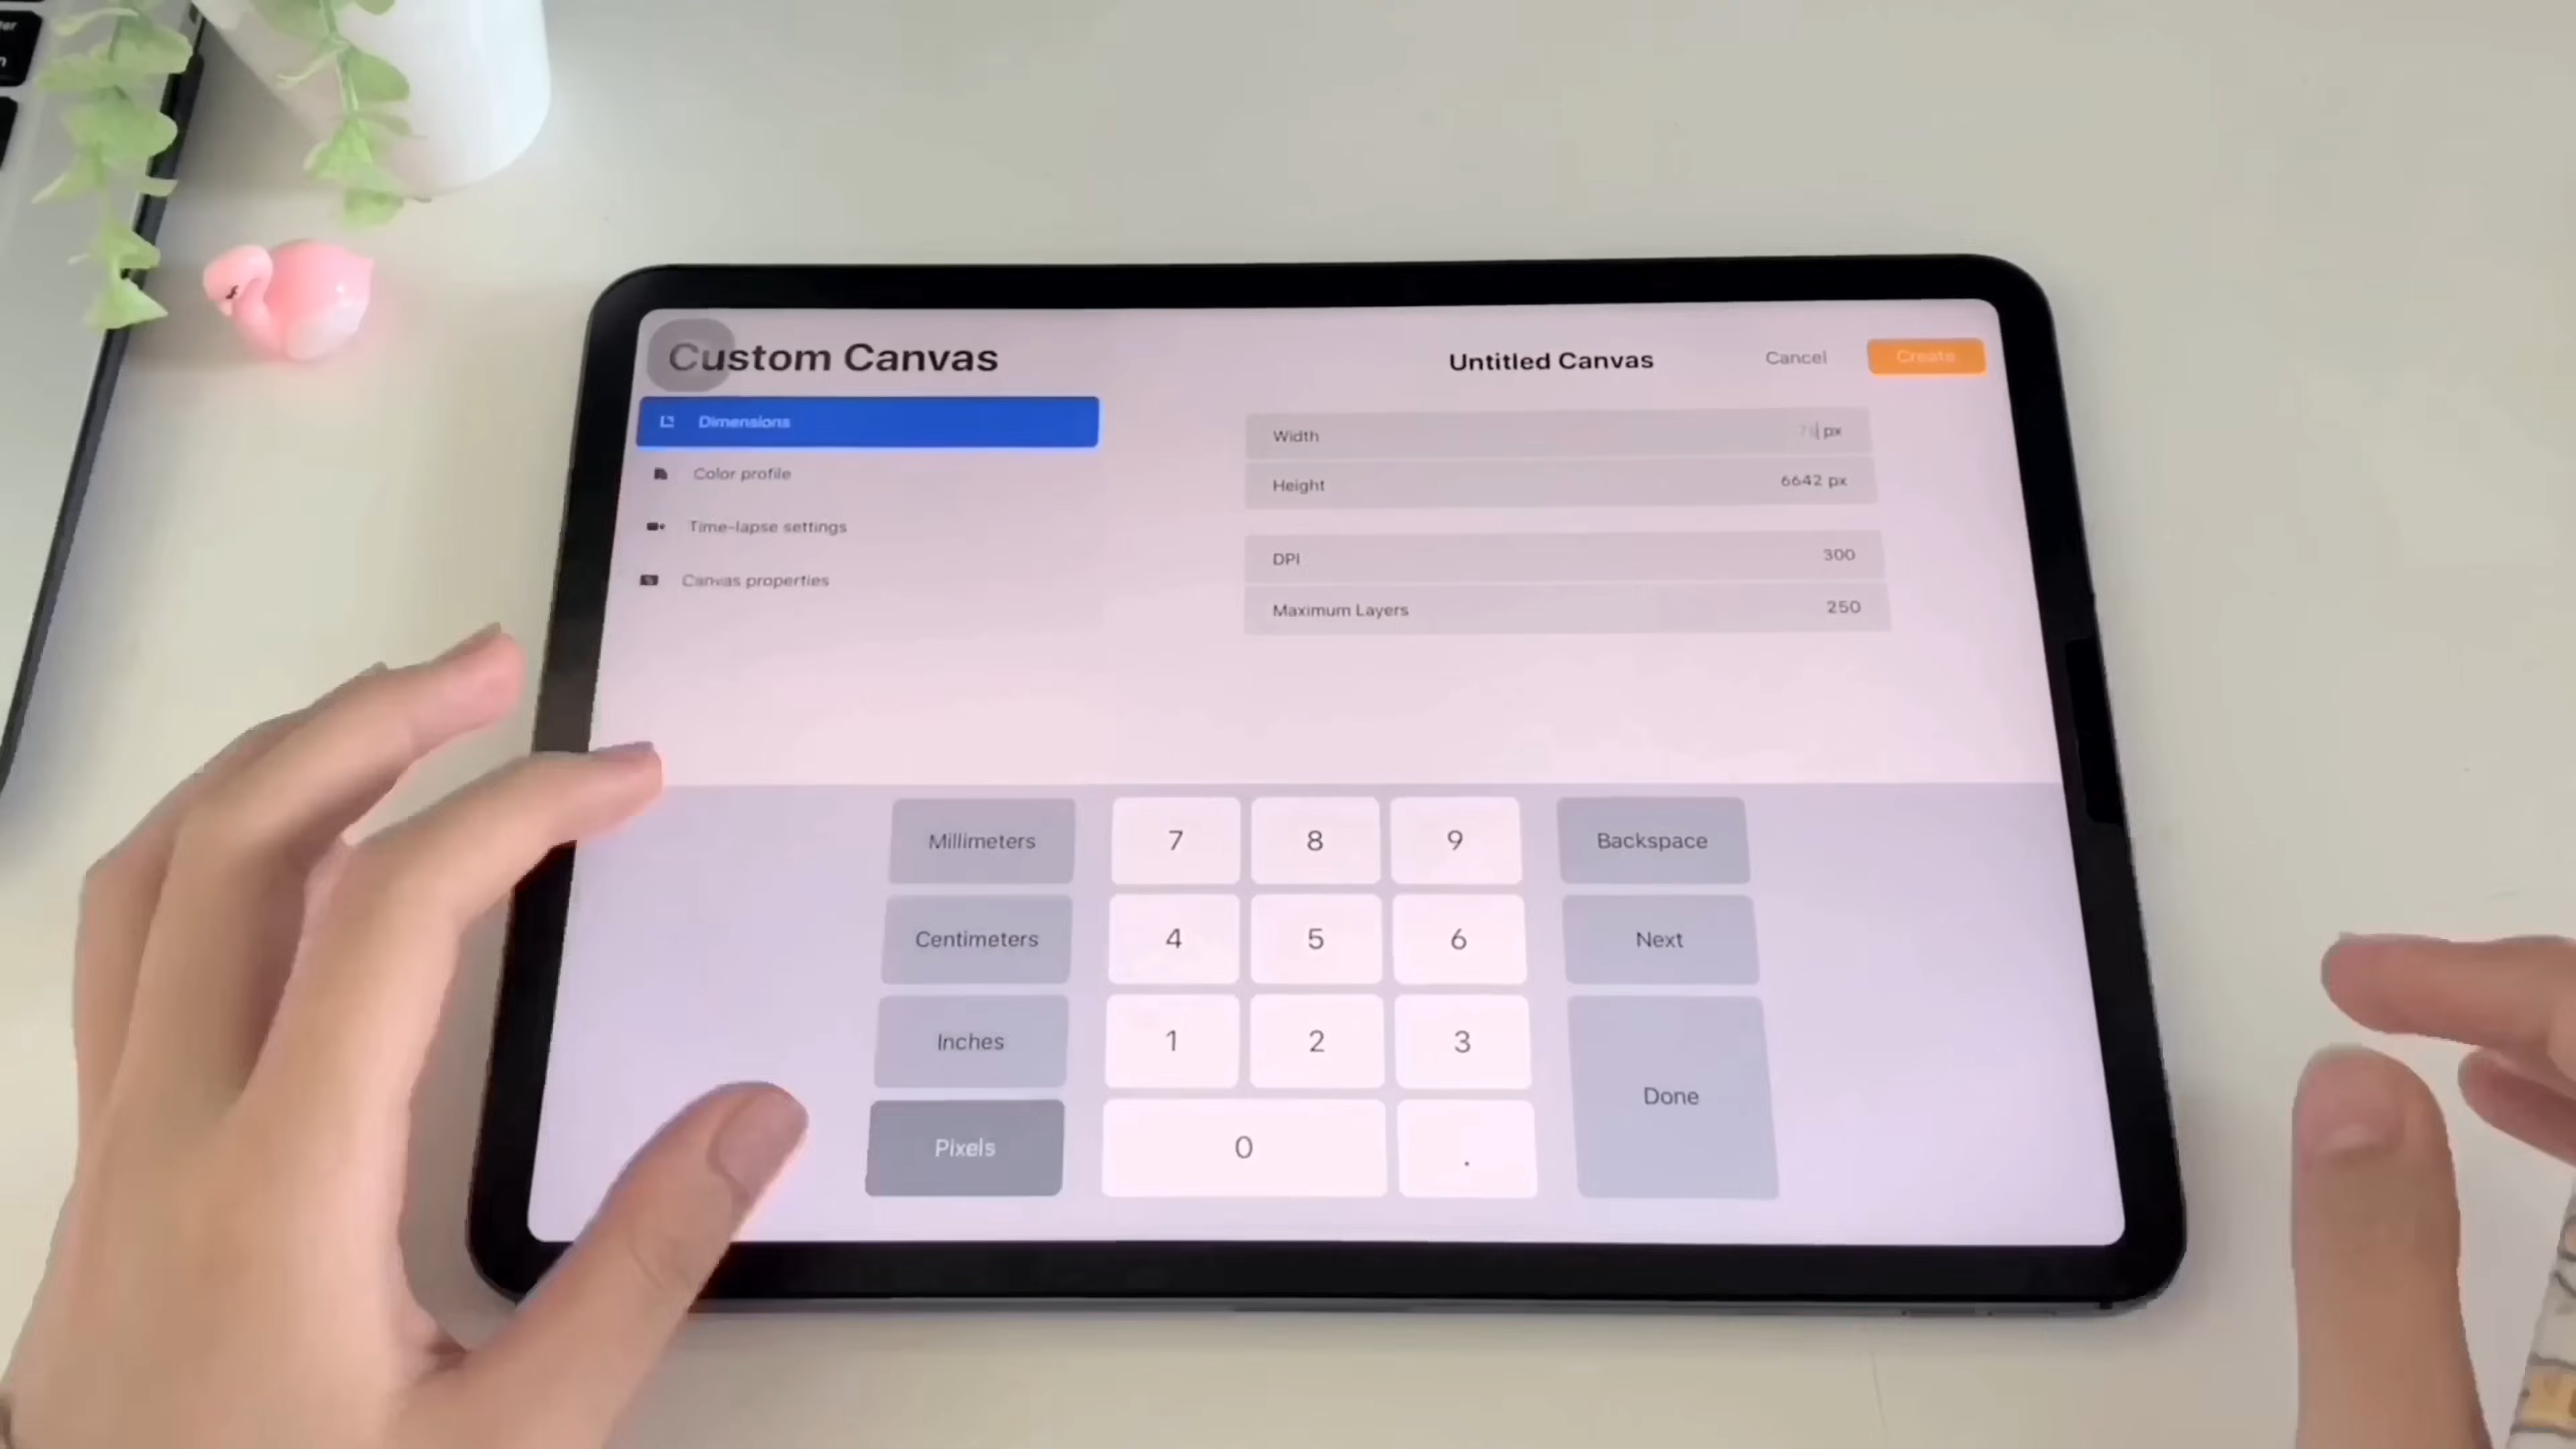 Custom Canvas
Untitled Canvas
Cancel
Create
Dimensions
Color profile
Time-lapse settings
Canvas properties
Width px
Height 6642 px
DPI 300
Maximum Layers 250
Millimeters 7 8 9 Backspace
Centimeters 4 5 6 Next
Inches 1 2 3
Done
Pixels 0 .